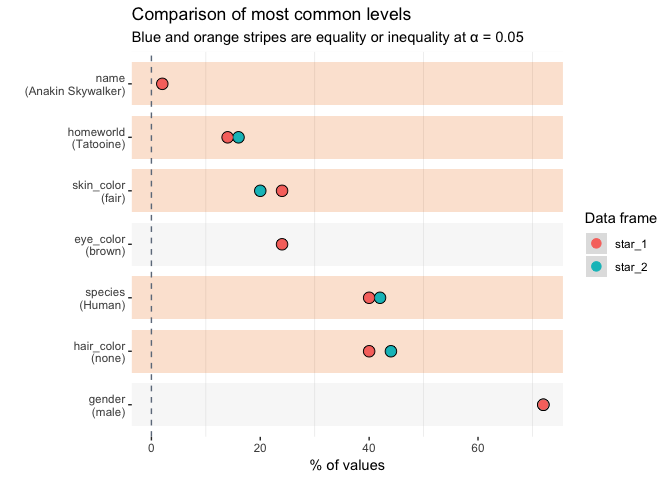 Comparison of most common levels
Blue and orange stripes are equality or inequality at α = 0.05
name
(Anakin Skywalker)
homeworld
(Tatooine)
skin_color
(fair)
eye_color
(brown)
species
(Human)
hair_color
(none)
gender
(male)
0
20
40
60
% of values
Data frame
star_1
star_2